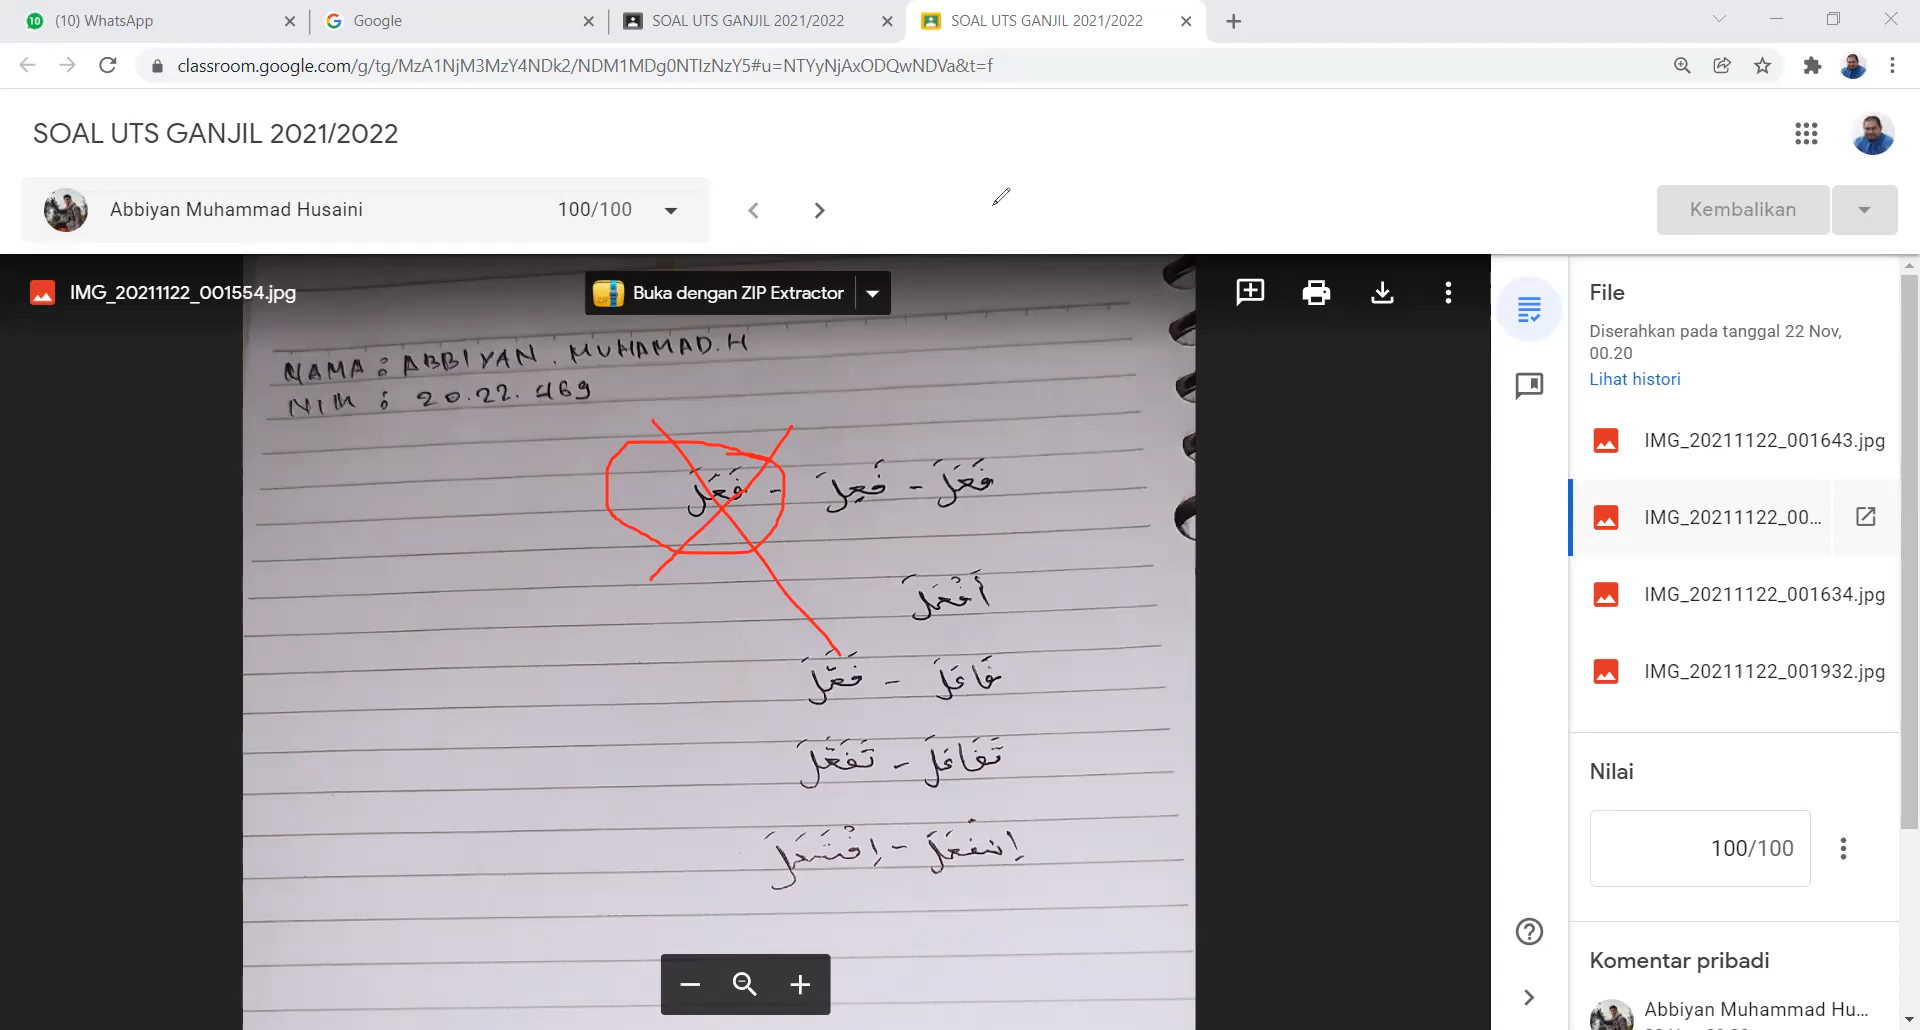 (10) WhatsApp
Google
SOAL UTS GANJIL 2021/2022
SOAL UTS GANJIL 2021/2022
classroom.google.com/g/tg/MzA1NjM3MzY4NDk2/NDM1MDg0NTIzNzY5#u=NTYyNjAxODQwNDVa&t=f
SOAL UTS GANJIL 2021/2022
Abbiyan Muhammad Husaini 100/100
Kembalikan
IMG_20211122_001554.jpg
Buka dengan ZIP Extractor
NAMA : ABBIYAN . MUHAMAD . H
NIM : 20.22.469
فَعَلَ - فَعِلَ - فَعَّلَ
أَفْعَلَ
فَاعَلَ - فَعَّلَ
تَفَاعَلَ - تَفَعَّلَ
إنْفَعَلَ - إفْتَعَلَ
File
Diserahkan pada tanggal 22 Nov,
00.20
Lihat histori
IMG_20211122_001643.jpg
IMG_20211122_00...
IMG_20211122_001634.jpg
IMG_20211122_001932.jpg
Nilai
100/100
Komentar pribadi
Abbiyan Muhammad Hu...